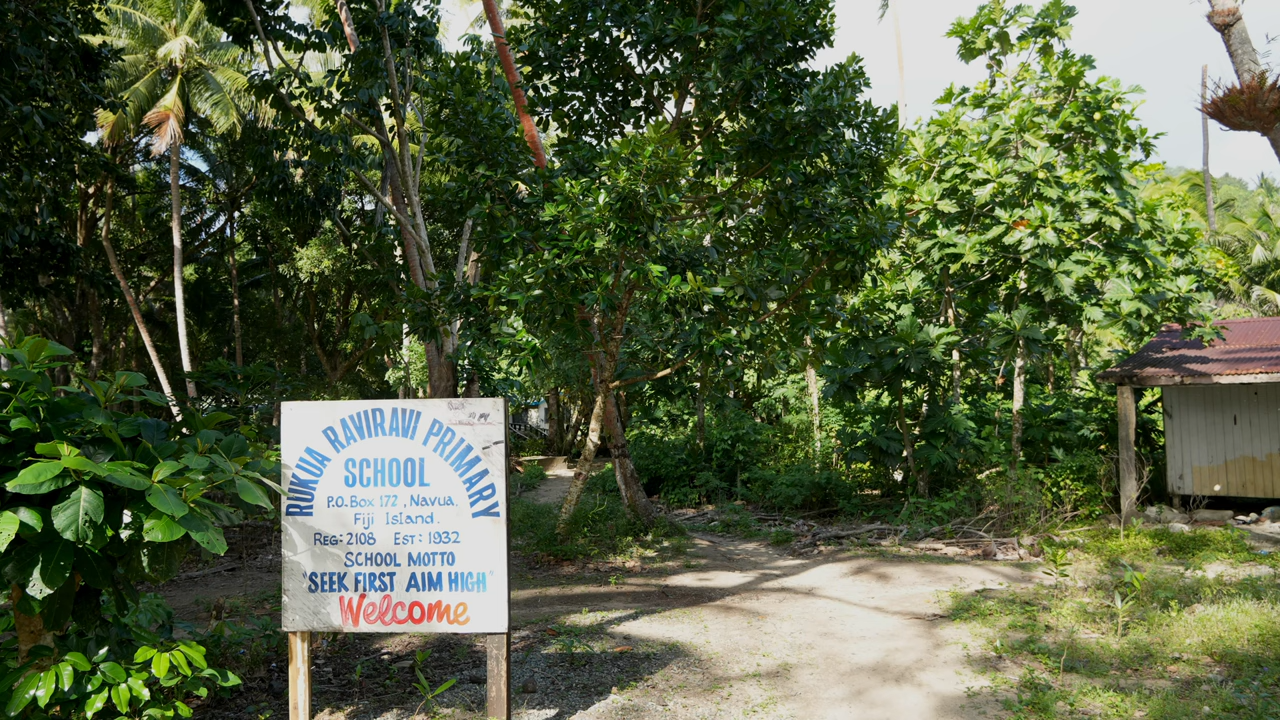 RUKUA RAVIRAVI PRIMARY
SCHOOL
P.O. Box 172, Navua.
Fiji Island.
REG: 2108 EST: 1932
SCHOOL MOTTO
"SEEK FIRST AIM HIGH"
Welcome